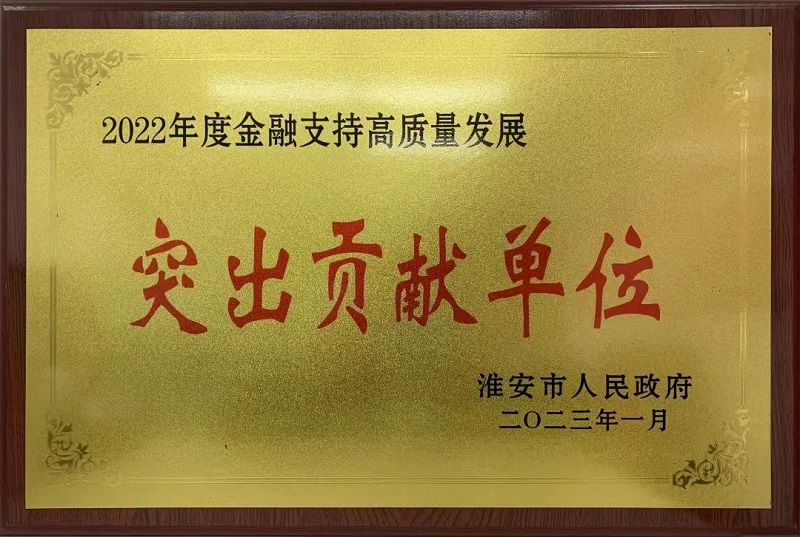 2022年度金融支持高质量发展
突出贡献单位
淮安市人民政府
二〇二三年一月